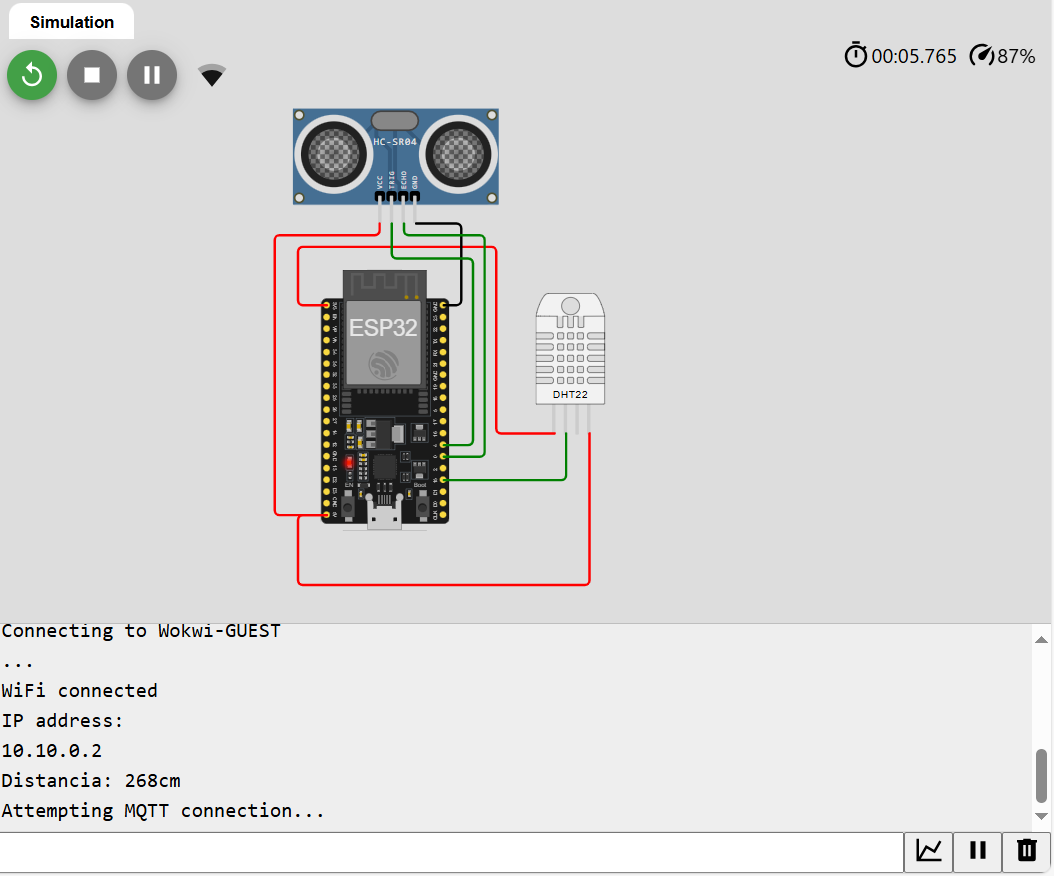 Simulation
00:05.765
87%
HC-SR04
VCC
TRIG
ECHO
GND
ESP32
EN
Boot
DHT22
Connecting to Wokwi-GUEST
...
WiFi connected
IP address:
10.10.0.2
Distancia: 268cm
Attempting MQTT connection...